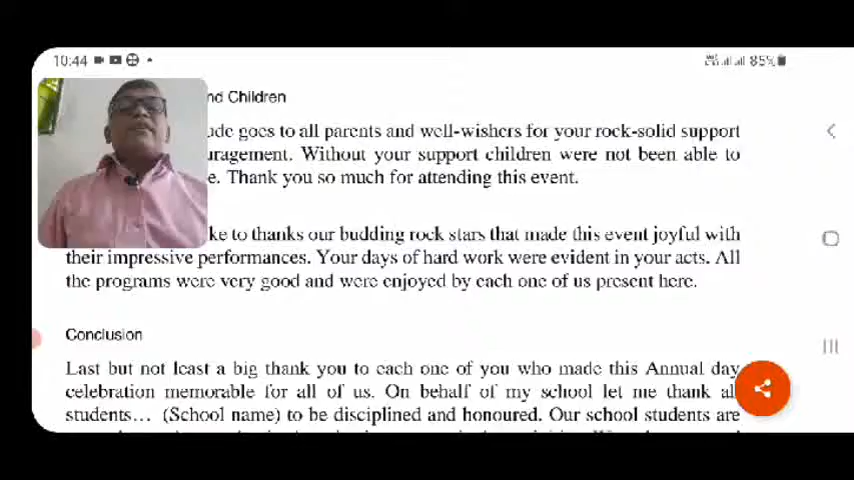 10:44
85%
nd Children
ude goes to all parents and well-wishers for your rock-solid support
uragement. Without your support children were not been able to
e. Thank you so much for attending this event.
ke to thanks our budding rock stars that made this event joyful with
their impressive performances. Your days of hard work were evident in your acts. All
the programs were very good and were enjoyed by each one of us present here.
Conclusion
Last but not least a big thank you to each one of you who made this Annual day
celebration memorable for all of us. On behalf of my school let me thank al
students... (School name) to be disciplined and honoured. Our school students are